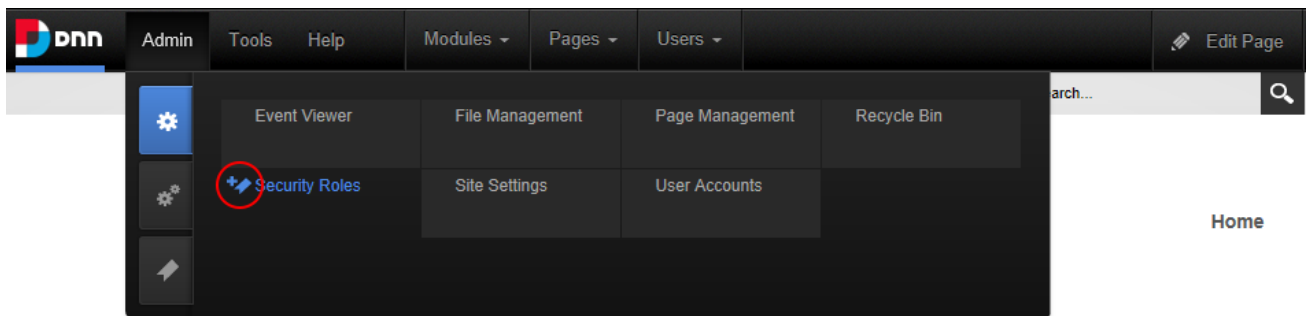 DNN Admin Tools Help Modules Pages Users Edit Page
arch...
Event Viewer File Management Page Management Recycle Bin
Security Roles Site Settings User Accounts
Home